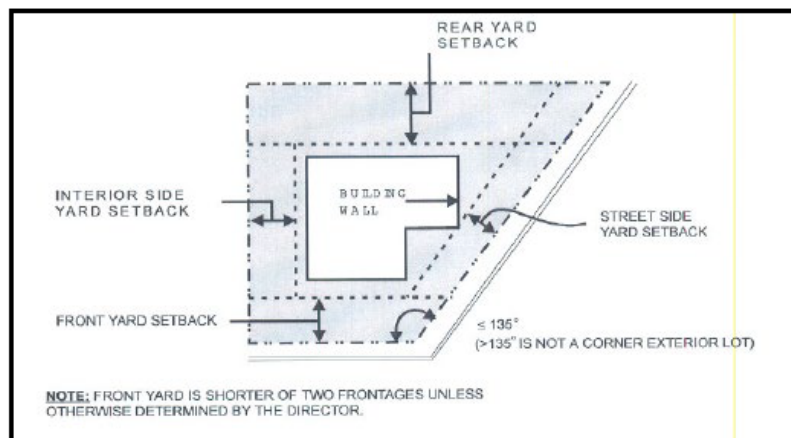 REAR YARD
SETBACK
INTERIOR SIDE
YARD SETBACK
BUILDING
WALL
STREET SIDE
YARD SETBACK
FRONT YARD SETBACK
≤ 135°
(>135° IS NOT A CORNER EXTERIOR LOT)
NOTE: FRONT YARD IS SHORTER OF TWO FRONTAGES UNLESS
OTHERWISE DETERMINED BY THE DIRECTOR.